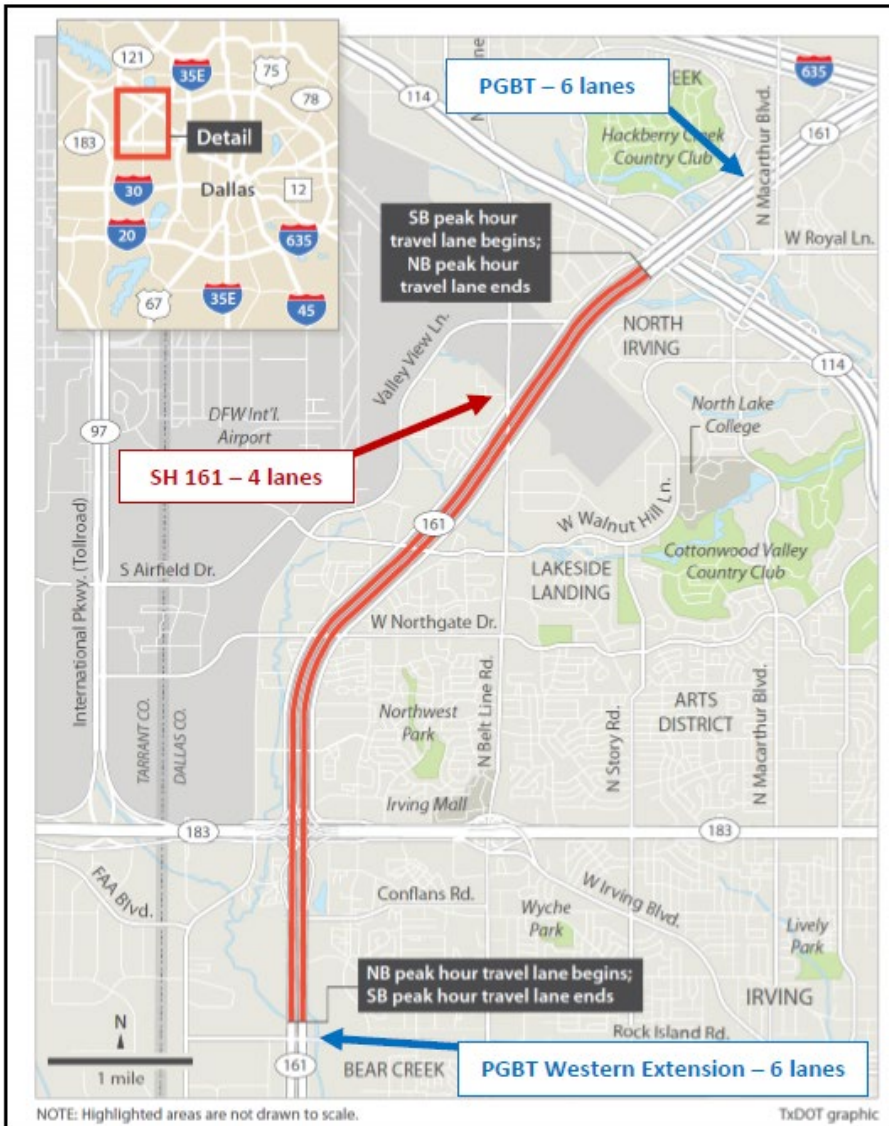 121
35E
75
78
183
Detail
30
Dallas
12
20
635
67
35E
45
PGBT – 6 lanes
114
635
161
Hackberry Creek
Country Club
N Macarthur Blvd.
SB peak hour
travel lane begins;
NB peak hour
travel lane ends
W Royal Ln.
NORTH
IRVING
Valley View Ln.
114
DFW Int'l.
Airport
97
North Lake
College
SH 161 – 4 lanes
161
W Walnut Hill Ln.
Cottonwood Valley
Country Club
S Airfield Dr.
LAKESIDE
LANDING
International Pkwy. (Tollroad)
W Northgate Dr.
TARRANT CO.
DALLAS CO.
Northwest
Park
N Belt Line Rd.
N Story Rd.
ARTS
DISTRICT
N Macarthur Blvd.
Irving Mall
183
183
FAA Blvd.
Conflans Rd.
W Irving Blvd.
Wyche
Park
Lively
Park
NB peak hour travel lane begins;
SB peak hour travel lane ends
IRVING
N
Rock Island Rd.
1 mile
161
BEAR CREEK
PGBT Western Extension – 6 lanes
NOTE: Highlighted areas are not drawn to scale.
TxDOT graphic